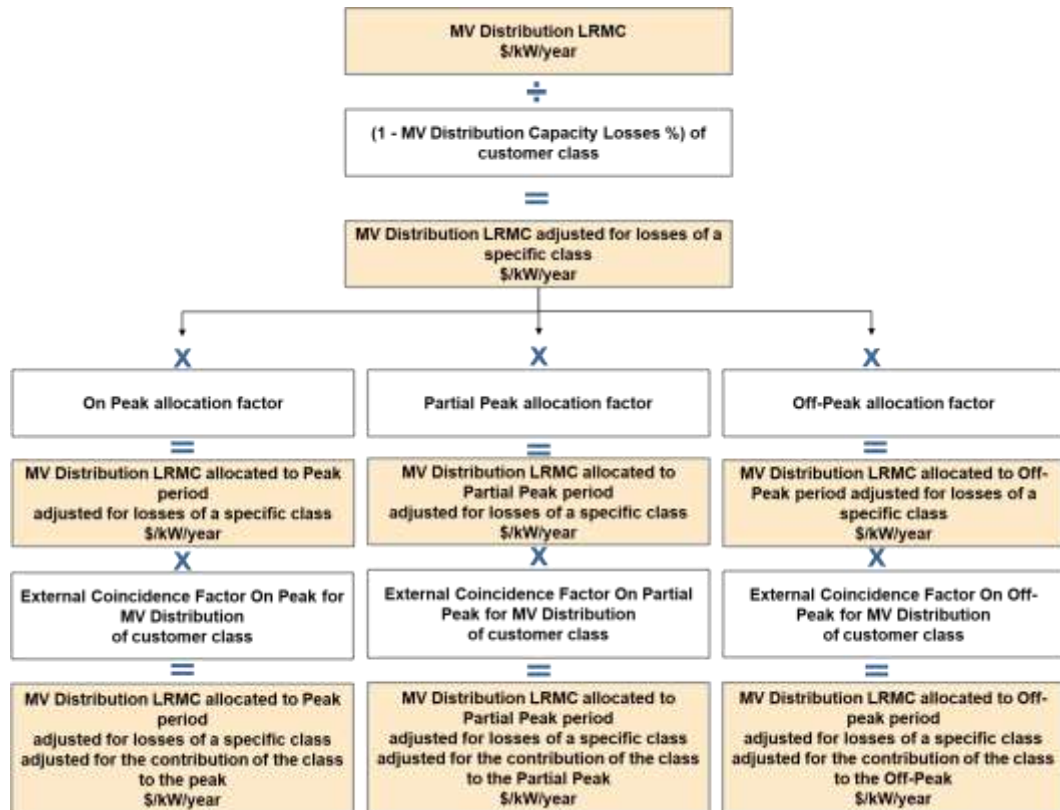 MV Distribution LRMC
$/kW/year
÷
(1 - MV Distribution Capacity Losses %) of
customer class
=
MV Distribution LRMC adjusted for losses of a
specific class
$/kW/year
X
X
X
On Peak allocation factor
Partial Peak allocation factor
Off-Peak allocation factor
=
=
=
MV Distribution LRMC allocated to Peak
period
adjusted for losses of a specific class
$/kW/year
MV Distribution LRMC allocated to
Partial Peak period
adjusted for losses of a specific class
$/kW/year
MV Distribution LRMC allocated to Off-
Peak period adjusted for losses of a
specific class
$/kW/year
X
X
X
External Coincidence Factor On Peak for
MV Distribution
of customer class
External Coincidence Factor On Partial
Peak for MV Distribution
of customer class
External Coincidence Factor On Off-
Peak for MV Distribution
of customer class
=
=
=
MV Distribution LRMC allocated to Peak
period
adjusted for losses of a specific class
adjusted for the contribution of the class
to the peak
$/kW/year
MV Distribution LRMC allocated to
Partial Peak period
adjusted for losses of a specific class
adjusted for the contribution of the class
to the Partial Peak
$/kW/year
MV Distribution LRMC allocated to Off-
peak period
adjusted for losses of a specific class
adjusted for the contribution of the class
to the Off-Peak
$/kW/year